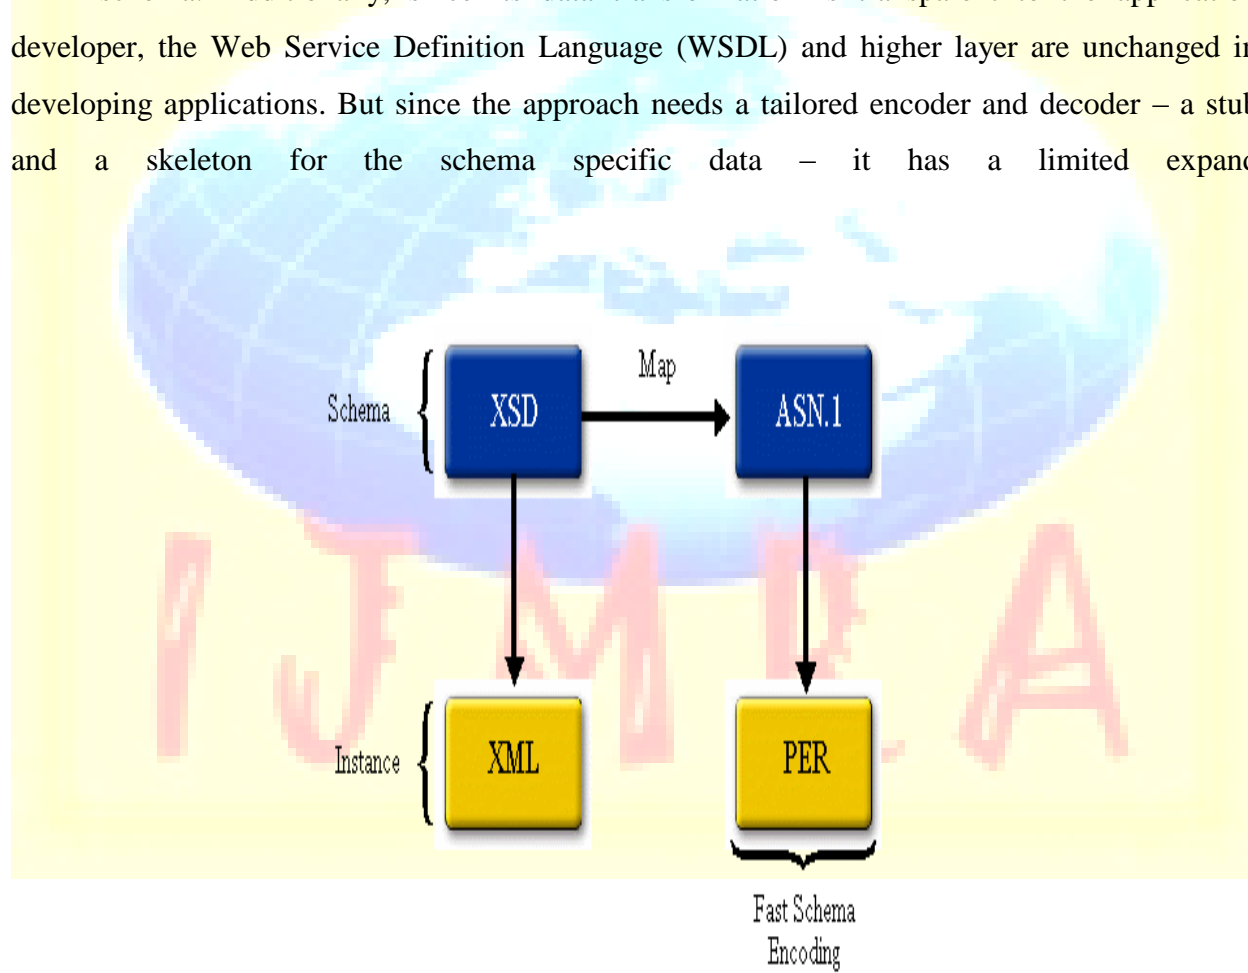 developer, the Web Service Definition Language (WSDL) and higher layer are unchanged in
developing applications. But since the approach needs a tailored encoder and decoder – a stub
and a skeleton for the schema specific data – it has a limited expand
Map
Schema
XSD
ASN.1
Instance
XML
PER
Fast Schema
Encoding
IJMRA